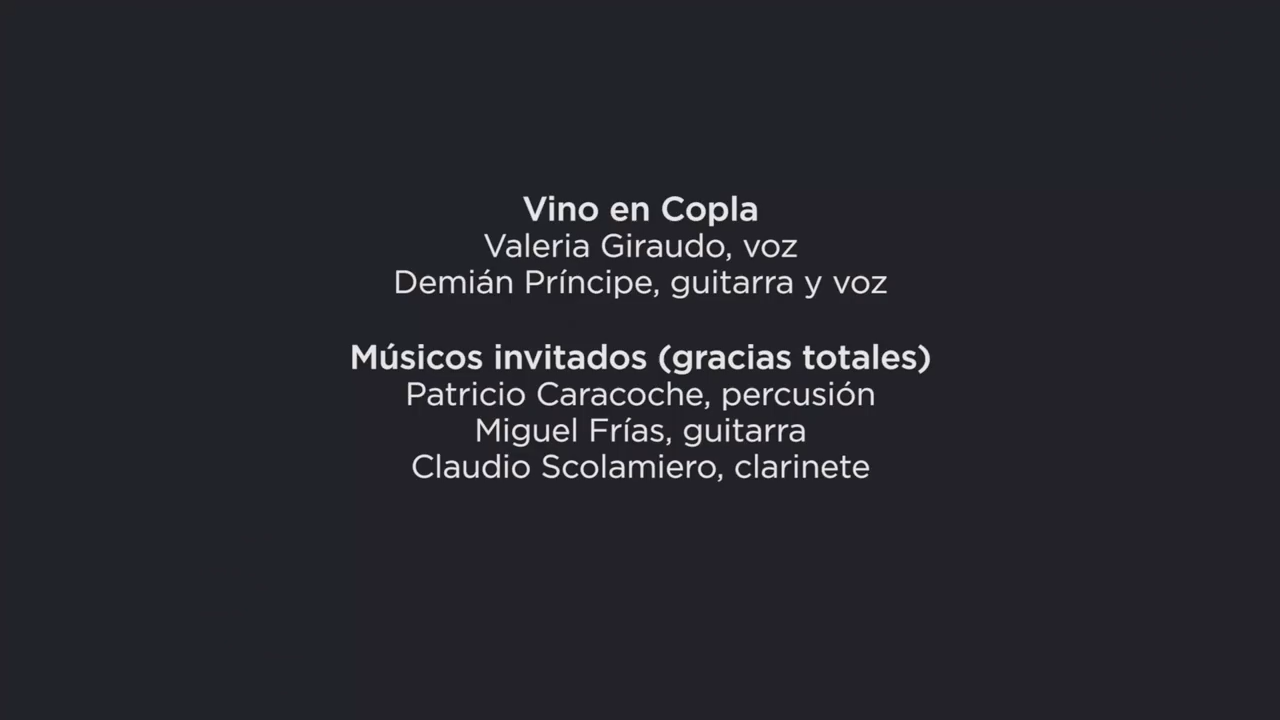 Vino en Copla
Valeria Giraudo, voz
Demián Príncipe, guitarra y voz
Músicos invitados (gracias totales)
Patricio Caracoche, percusión
Miguel Frías, guitarra
Claudio Scolamiero, clarinete